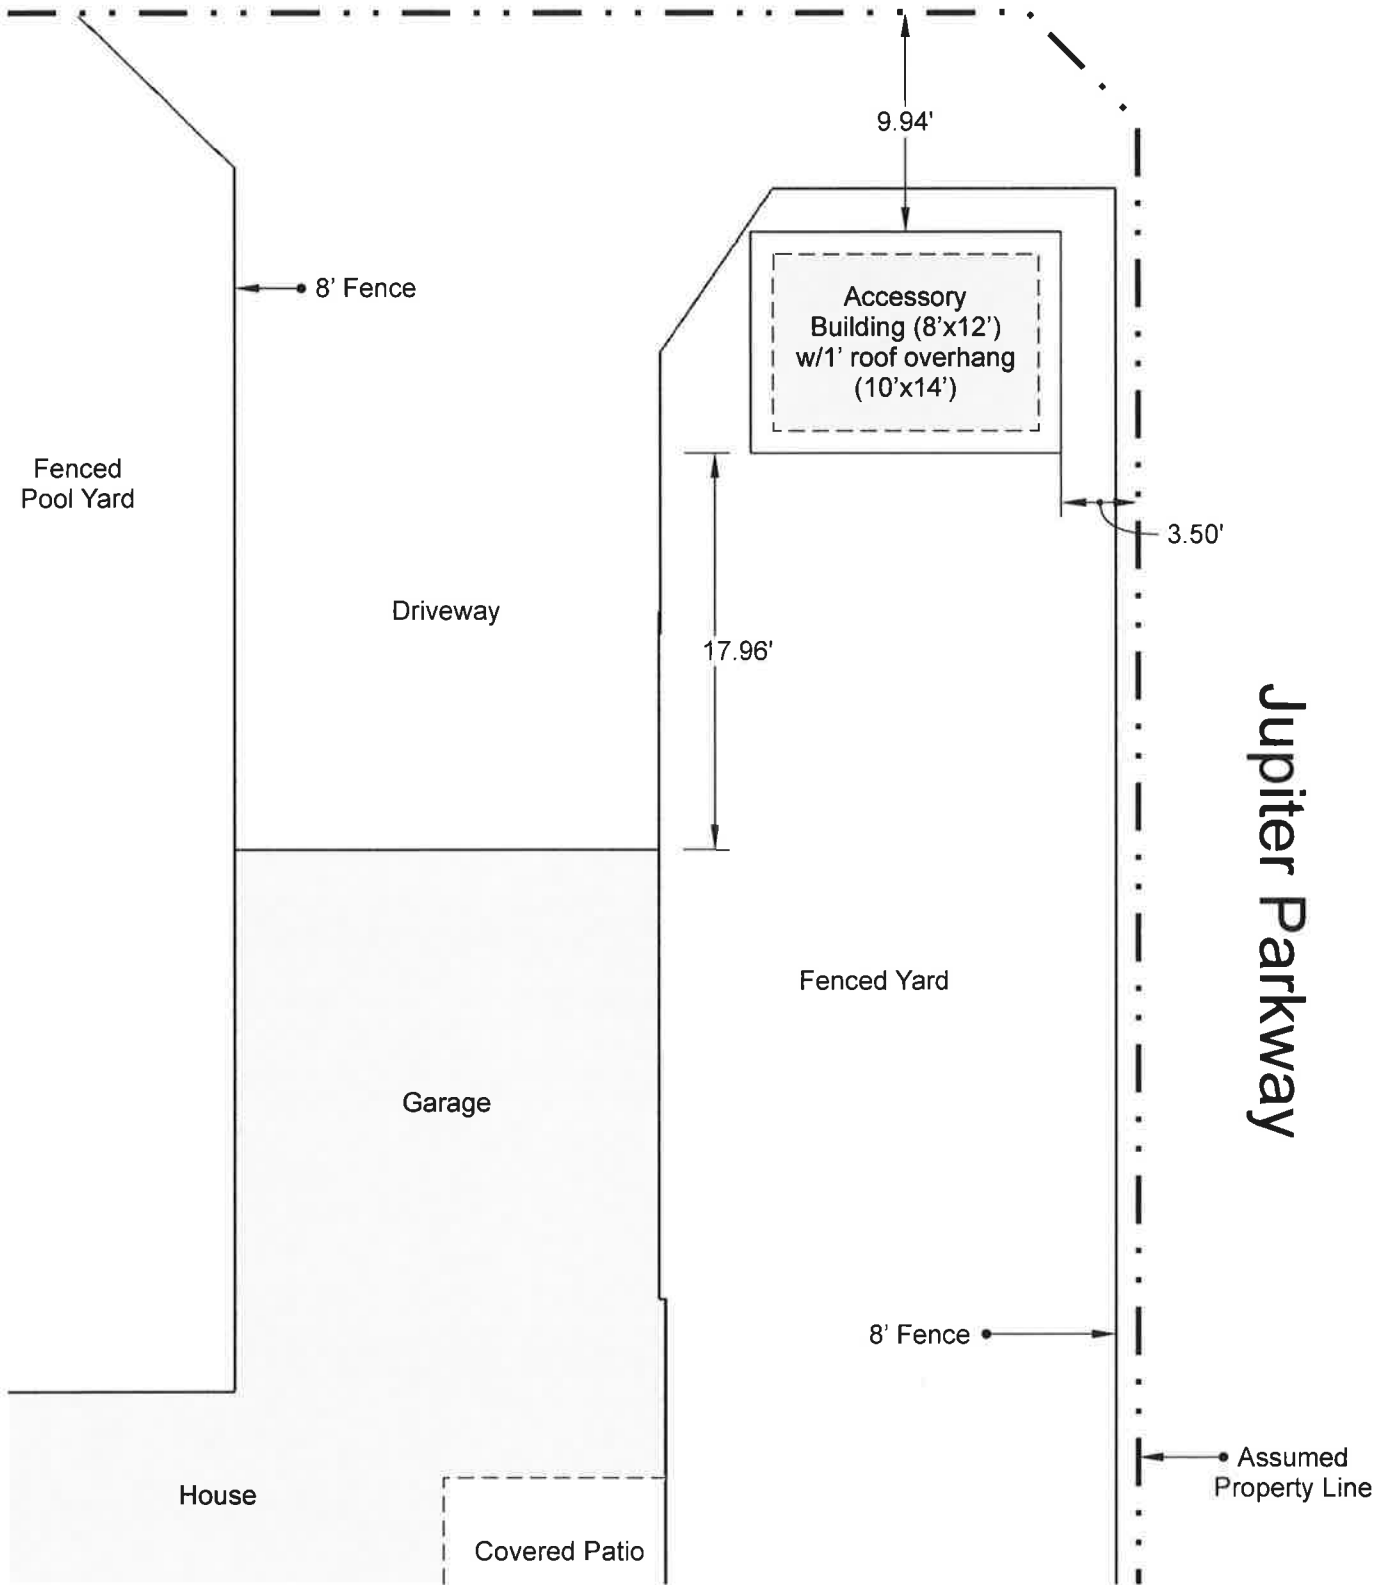 9.94'
8’ Fence
Accessory
Building (8’x12’)
w/1’ roof overhang
(10’x14’)
Fenced
Pool Yard
3.50'
Driveway
17.96'
Jupiter Parkway
Fenced Yard
Garage
8’ Fence
Assumed
Property Line
House
Covered Patio